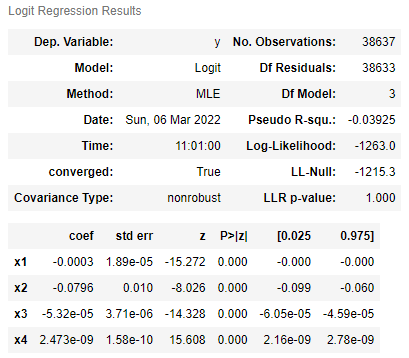 Logit Regression Results
Dep. Variable: y No. Observations: 38637
Model: Logit Df Residuals: 38633
Method: MLE Df Model: 3
Date: Sun, 06 Mar 2022 Pseudo R-squ.: -0.03925
Time: 11:01:00 Log-Likelihood: -1263.0
converged: True LL-Null: -1215.3
Covariance Type: nonrobust LLR p-value: 1.000
coef std err z P>|z| [0.025 0.975]
x1 -0.0003 1.89e-05 -15.272 0.000 -0.000 -0.000
x2 -0.0796 0.010 -8.026 0.000 -0.099 -0.060
x3 -5.32e-05 3.71e-06 -14.328 0.000 -6.05e-05 -4.59e-05
x4 2.473e-09 1.58e-10 15.608 0.000 2.16e-09 2.78e-09